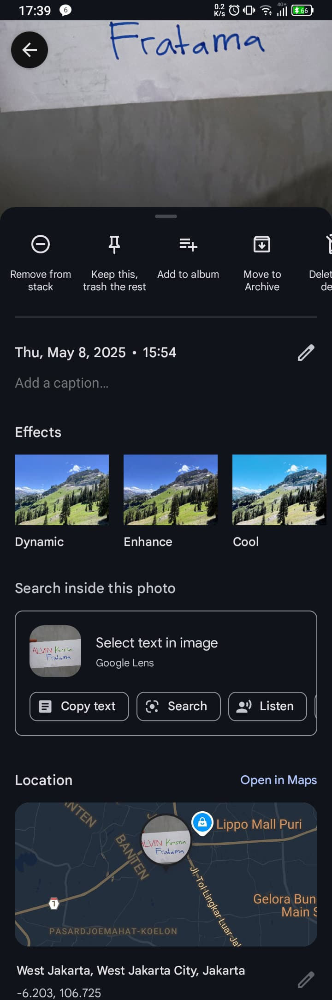 17:39 6 0.2 K/s 4G+ 66
Fratama
Remove from stack
Keep this, trash the rest
Add to album
Move to Archive
Delet
de
Thu, May 8, 2025 • 15:54
Add a caption...
Effects
Dynamic Enhance Cool
Search inside this photo
ALVIN Krisna
Fratama
Select text in image
Google Lens
Copy text Search Listen
Location Open in Maps
NTEN
BANTEN
Lippo Mall Puri
ALVIN Krisna
Fratama
Jl. Tol Lingkar Luar Jak
1
Gelora Bun
Main S
PASARDJOEMAHAT-KOELON
West Jakarta, West Jakarta City, Jakarta
-6.203, 106.725